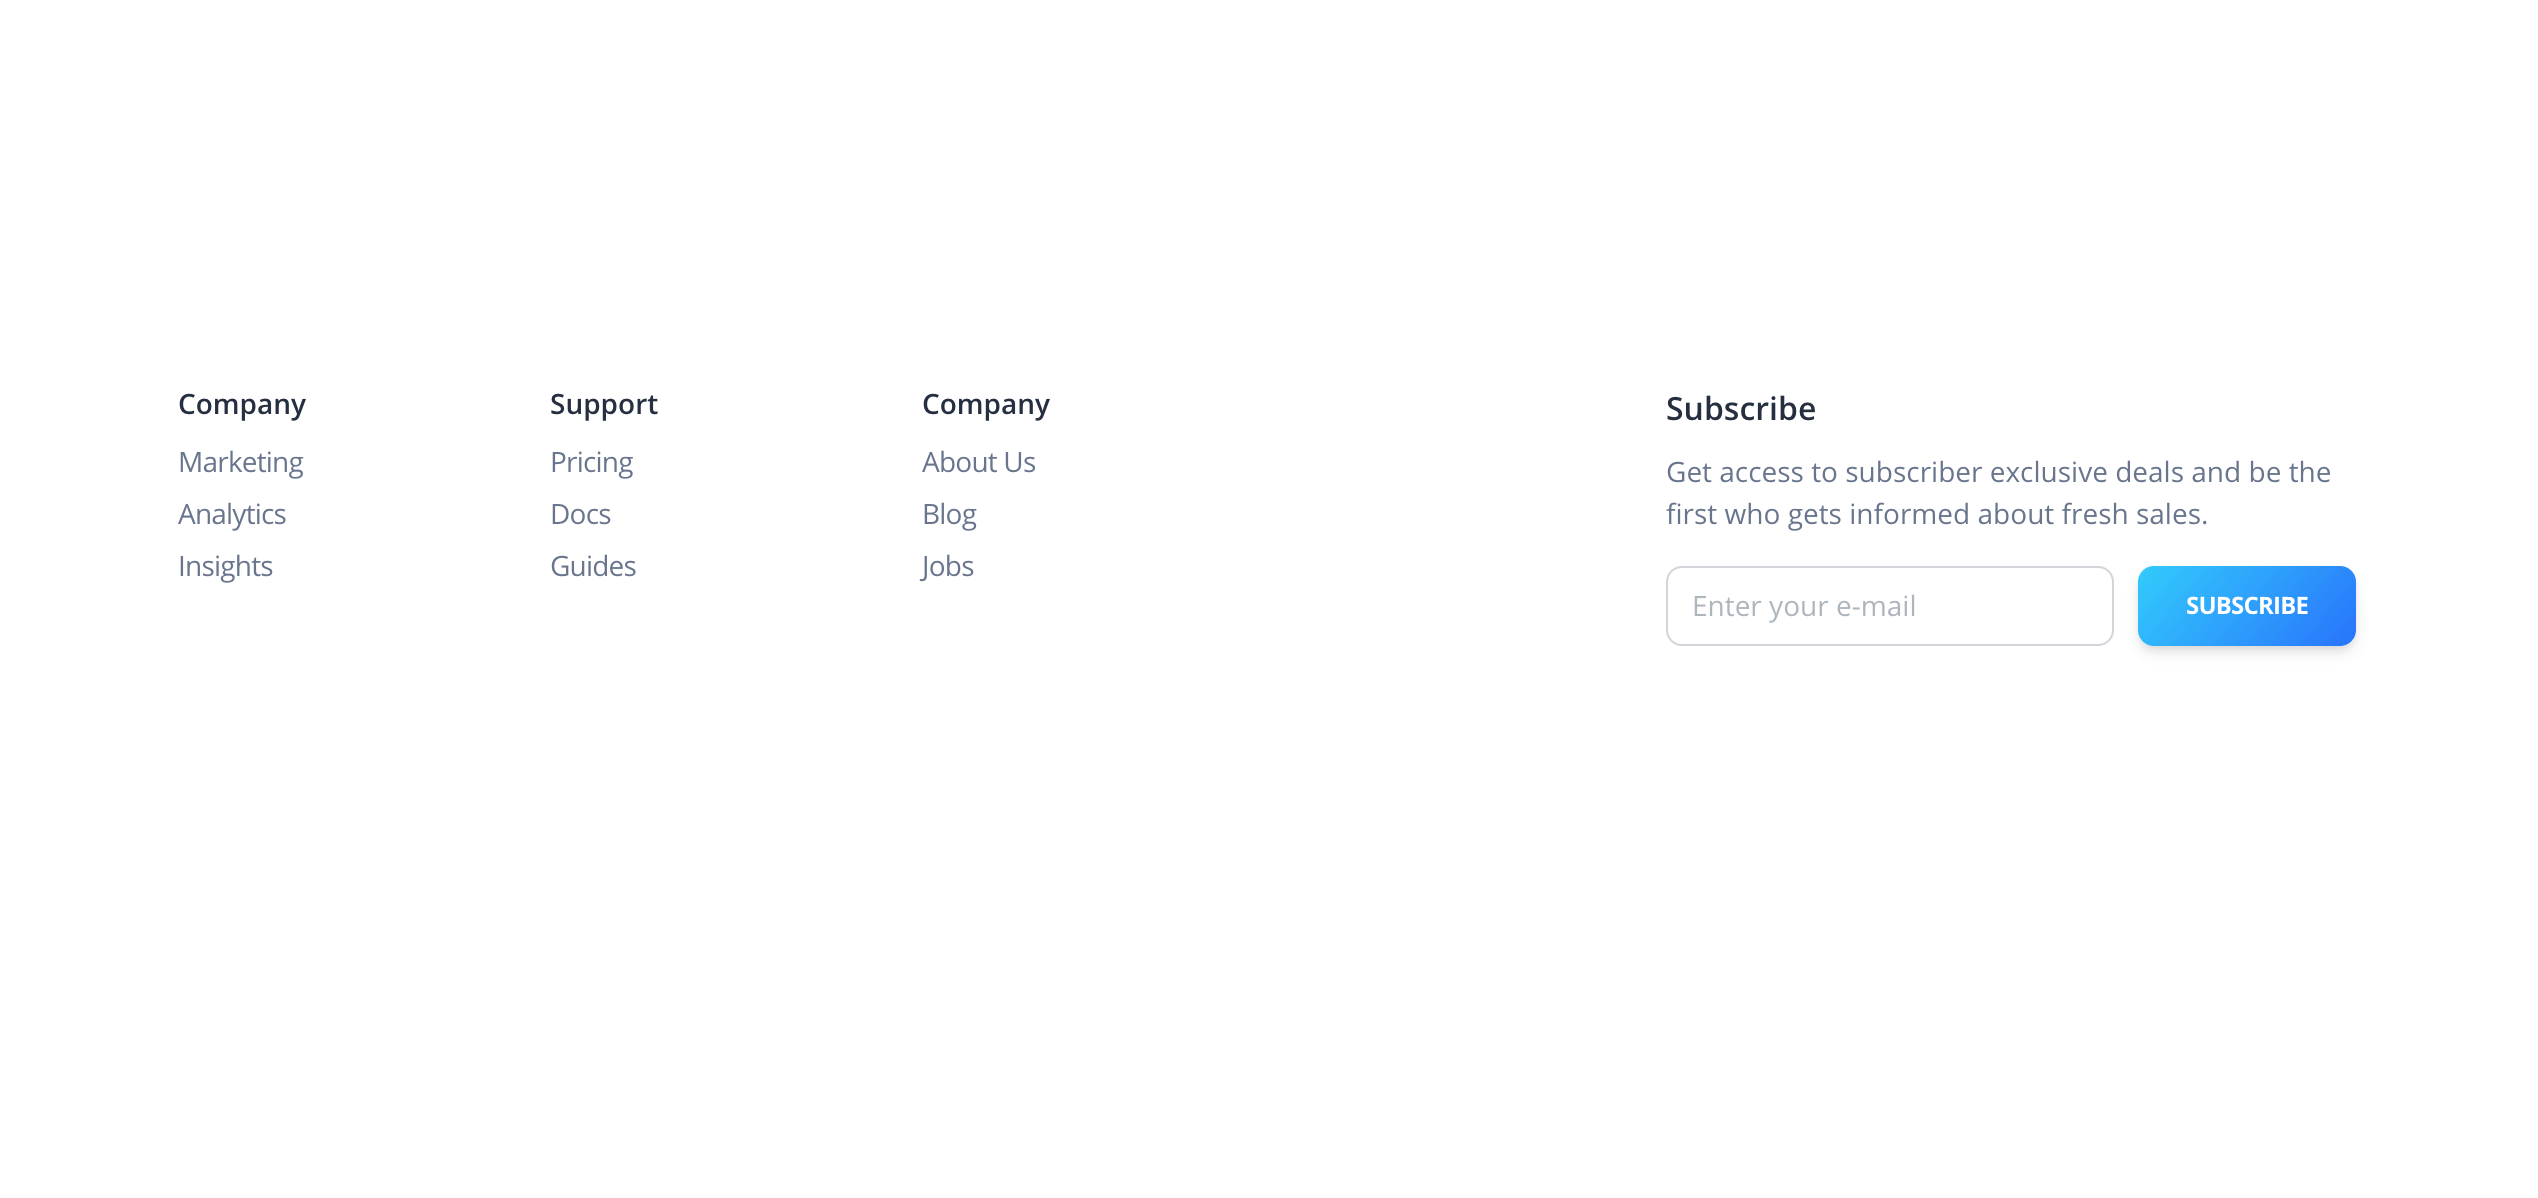 Company
Marketing
Analytics
Insights
Support
Pricing
Docs
Guides
Company
About Us
Blog
Jobs
Subscribe
Get access to subscriber exclusive deals and be the
first who gets informed about fresh sales.
Enter your e-mail
SUBSCRIBE